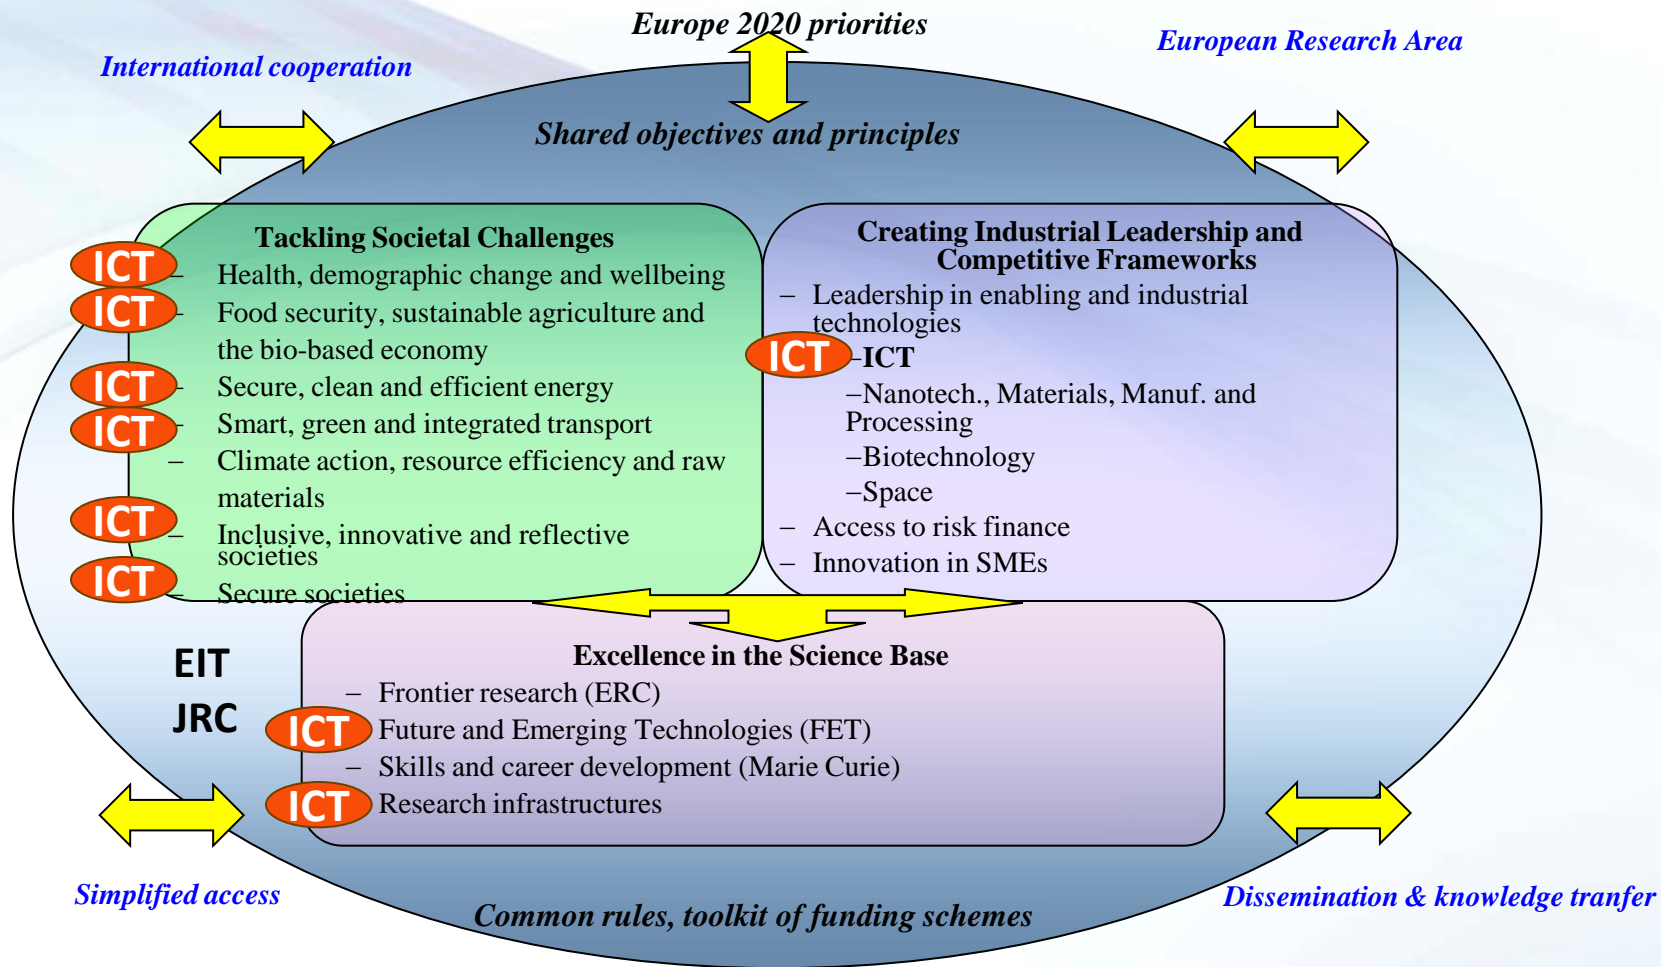 Europe 2020 priorities
European Research Area
International cooperation
Shared objectives and principles
Tackling Societal Challenges
ICT – Health, demographic change and wellbeing
ICT – Food security, sustainable agriculture and
the bio-based economy
ICT – Secure, clean and efficient energy
ICT – Smart, green and integrated transport
– Climate action, resource efficiency and raw
materials
ICT – Inclusive, innovative and reflective
societies
ICT – Secure societies
Creating Industrial Leadership and
Competitive Frameworks
– Leadership in enabling and industrial
technologies
ICT –ICT
–Nanotech., Materials, Manuf. and
Processing
–Biotechnology
–Space
– Access to risk finance
– Innovation in SMEs
EIT
JRC
Excellence in the Science Base
– Frontier research (ERC)
ICT Future and Emerging Technologies (FET)
– Skills and career development (Marie Curie)
ICT Research infrastructures
Simplified access
Common rules, toolkit of funding schemes
Dissemination & knowledge tranfer